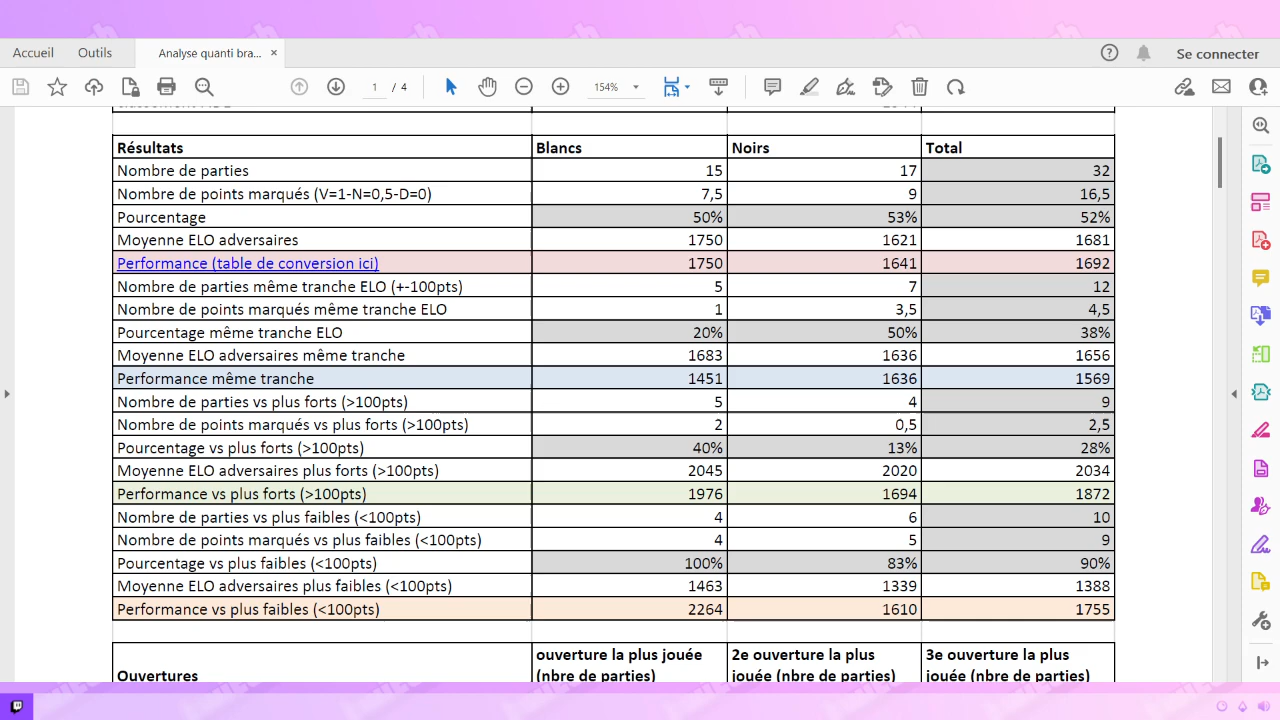 Accueil Outils Analyse quanti bra... × Se connecter
1 / 4 154%
Résultats Blancs Noirs Total
Nombre de parties 15 17 32
Nombre de points marqués (V=1-N=0,5-D=0) 7,5 9 16,5
Pourcentage 50% 53% 52%
Moyenne ELO adversaires 1750 1621 1681
Performance (table de conversion ici) 1750 1641 1692
Nombre de parties même tranche ELO (+-100pts) 5 7 12
Nombre de points marqués même tranche ELO 1 3,5 4,5
Pourcentage même tranche ELO 20% 50% 38%
Moyenne ELO adversaires même tranche 1683 1636 1656
Performance même tranche 1451 1636 1569
Nombre de parties vs plus forts (>100pts) 5 4 9
Nombre de points marqués vs plus forts (>100pts) 2 0,5 2,5
Pourcentage vs plus forts (>100pts) 40% 13% 28%
Moyenne ELO adversaires plus forts (>100pts) 2045 2020 2034
Performance vs plus forts (>100pts) 1976 1694 1872
Nombre de parties vs plus faibles (<100pts) 4 6 10
Nombre de points marqués vs plus faibles (<100pts) 4 5 9
Pourcentage vs plus faibles (<100pts) 100% 83% 90%
Moyenne ELO adversaires plus faibles (<100pts) 1463 1339 1388
Performance vs plus faibles (<100pts) 2264 1610 1755
ouverture la plus jouée 2e ouverture la plus 3e ouverture la plus
Ouvertures (nbre de parties) jouée (nbre de parties) jouée (nbre de parties)